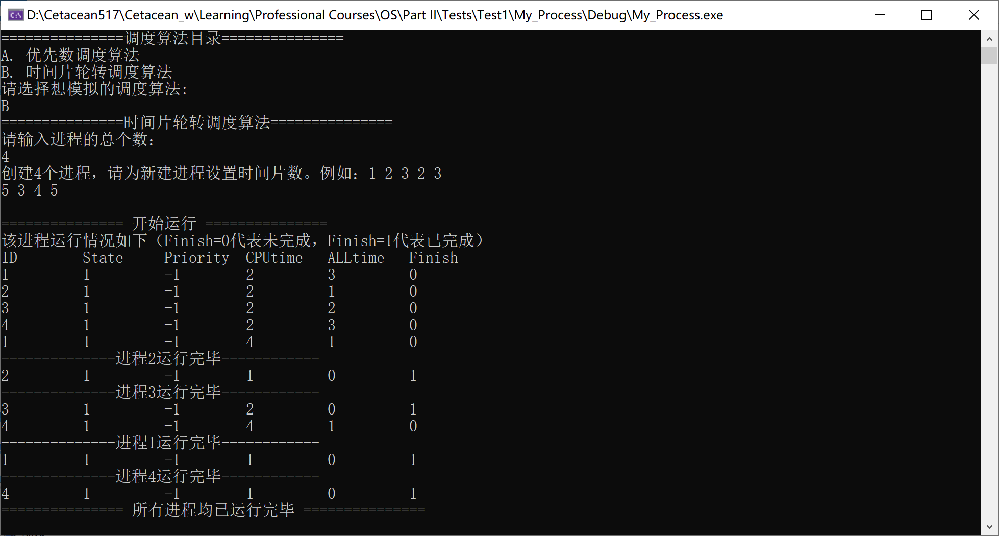 D:\Cetacean517\Cetacean_w\Learning\Professional Courses\OS\Part II\Tests\Test1\My_Process\Debug\My_Process.exe
===============调度算法目录===============
A. 优先数调度算法
B. 时间片轮转调度算法
请选择想模拟的调度算法:
B
===============时间片轮转调度算法===============
请输入进程的总个数：
4
创建4个进程，请为新建进程设置时间片数。例如：1 2 3 2 3
5 3 4 5
=============== 开始运行 ===============
该进程运行情况如下（Finish=0代表未完成，Finish=1代表已完成）
ID State Priority CPUtime ALLtime Finish
1 1 -1 2 3 0
2 1 -1 2 1 0
3 1 -1 2 2 0
4 1 -1 2 3 0
1 1 -1 4 1 0
--------------进程2运行完毕------------
2 1 -1 1 0 1
--------------进程3运行完毕------------
3 1 -1 2 0 1
4 1 -1 4 1 0
--------------进程1运行完毕------------
1 1 -1 1 0 1
--------------进程4运行完毕------------
4 1 -1 1 0 1
=============== 所有进程均已运行完毕 ===============